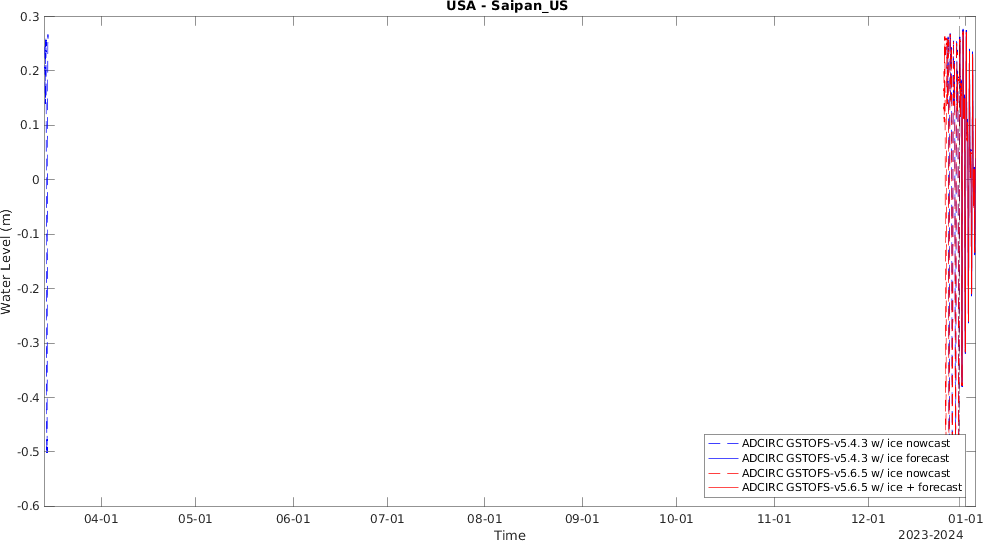 USA - Saipan_US
0.3
0.2
0.1
0
-0.1
-0.2
-0.3
-0.4
-0.5
-0.6
Water Level (m)
ADCIRC GSTOFS-v5.4.3 w/ ice nowcast
ADCIRC GSTOFS-v5.4.3 w/ ice forecast
ADCIRC GSTOFS-v5.6.5 w/ ice nowcast
ADCIRC GSTOFS-v5.6.5 w/ ice + forecast
04-01 05-01 06-01 07-01 08-01 09-01 10-01 11-01 12-01 01-01
Time
2023-2024